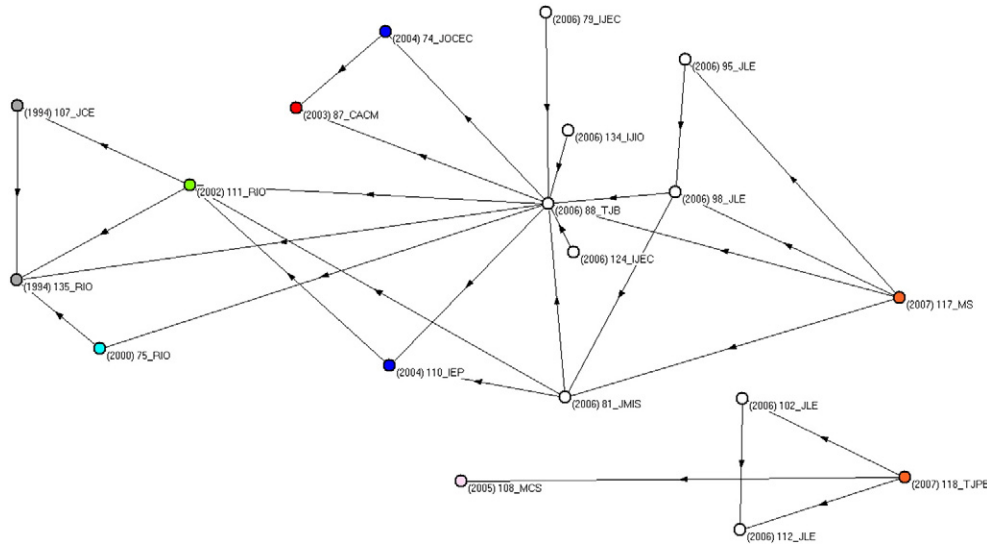 (2006) 79_IJEC
(2004) 74_JOCEC
(2006) 95_JLE
(1994) 107_JCE
(2003) 87_CACM
(2006) 134_IJIO
(2002) 111_RIO
(2006) 98_JLE
(2006) 88_TJB
(2006) 124_IJEC
(1994) 135_RIO
(2007) 117_MS
(2000) 75_RIO
(2004) 110_IEP
(2006) 81_JMIS
(2006) 102_JLE
(2005) 108_MCS
(2007) 118_TJPE
(2006) 112_JLE